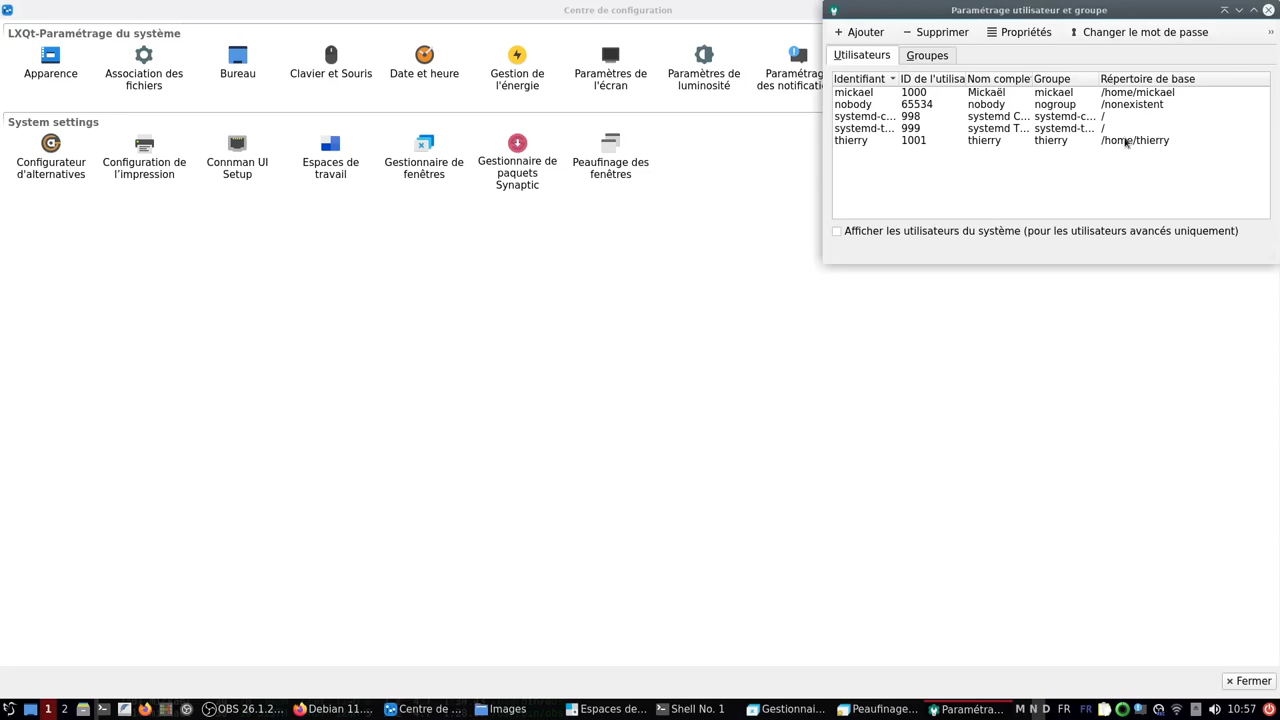 Centre de configuration
LXQt-Paramétrage du système
Apparence
Association des
fichiers
Bureau
Clavier et Souris
Date et heure
Gestion de
l'énergie
Paramètres de
l'écran
Paramètres de
luminosité
Paramétrag
des notificati
System settings
Configurateur
d'alternatives
Configuration de
l’impression
Connman UI
Setup
Espaces de
travail
Gestionnaire de
fenêtres
Gestionnaire de
paquets
Synaptic
Peaufinage des
fenêtres
Paramétrage utilisateur et groupe
+ Ajouter − Supprimer Propriétés Changer le mot de passe »
Utilisateurs Groupes
Identifiant ID de l'utilisa Nom comple Groupe Répertoire de base
mickael 1000 Mickaël mickael /home/mickael
nobody 65534 nobody nogroup /nonexistent
systemd-c... 998 systemd C... systemd-c... /
systemd-t... 999 systemd T... systemd-t... /
thierry 1001 thierry thierry /home/thierry
Afficher les utilisateurs du système (pour les utilisateurs avancés uniquement)
Fermer
1 2 OBS 26.1.2... Debian 11.... Centre de ... Images Espaces de... Shell No. 1 Gestionnai... Peaufinage... Paramétra... M N D FR FR 10:57